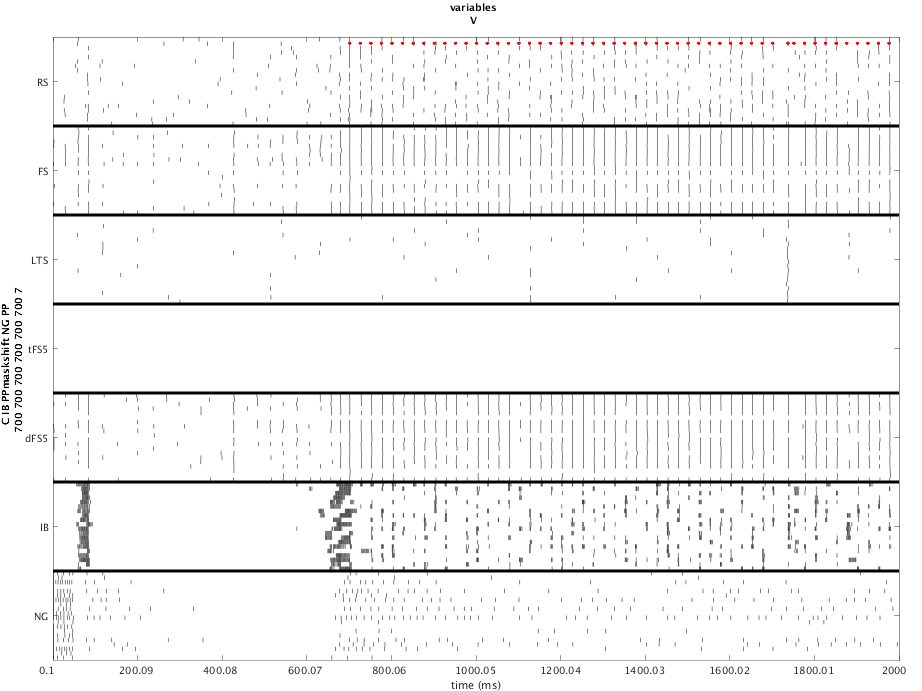 variables
V
RS
FS
LTS
tFS5
dFS5
IB
NG
C IB PPmaskshift NG PP
700 700 700 700 700 700 7
0.1 200.09 400.08 600.07 800.06 1000.05 1200.04 1400.03 1600.02 1800.01 2000
time (ms)